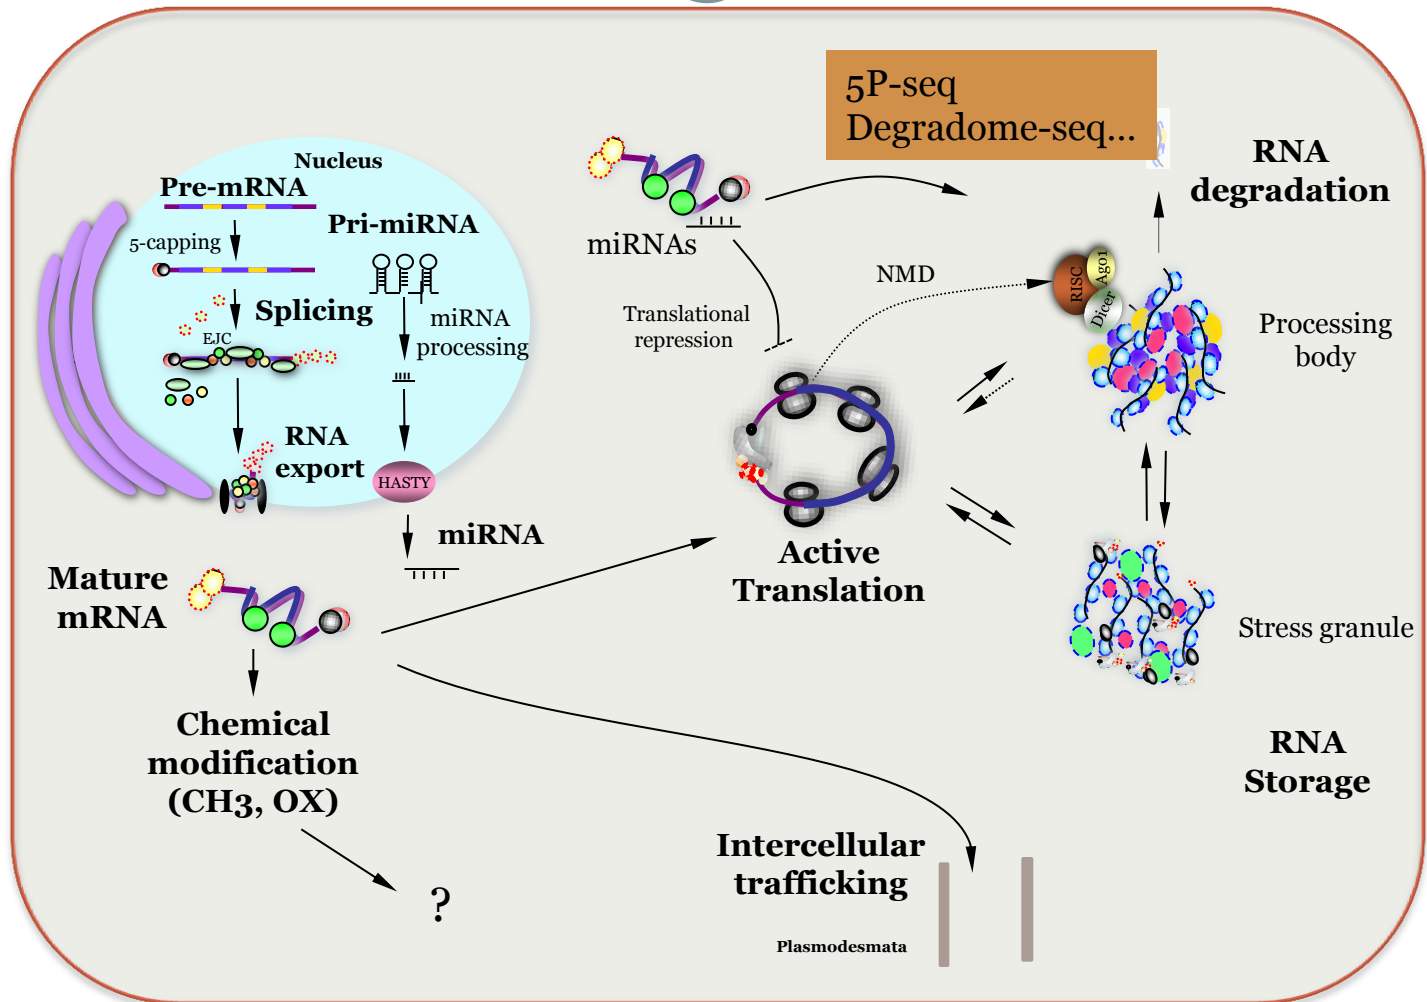 5P-seq
Degradome-seq...
RNA
degradation
Nucleus
Pre-mRNA
Pri-miRNA
5-capping
miRNAs
NMD
RISC
Ago1
Dicer
Splicing
EJC
miRNA
processing
Translational
repression
Processing
body
RNA
export
HASTY
miRNA
Active
Translation
Mature
mRNA
Stress granule
Chemical
modification
(CH3, OX)
RNA
Storage
Intercellular
trafficking
?
Plasmodesmata